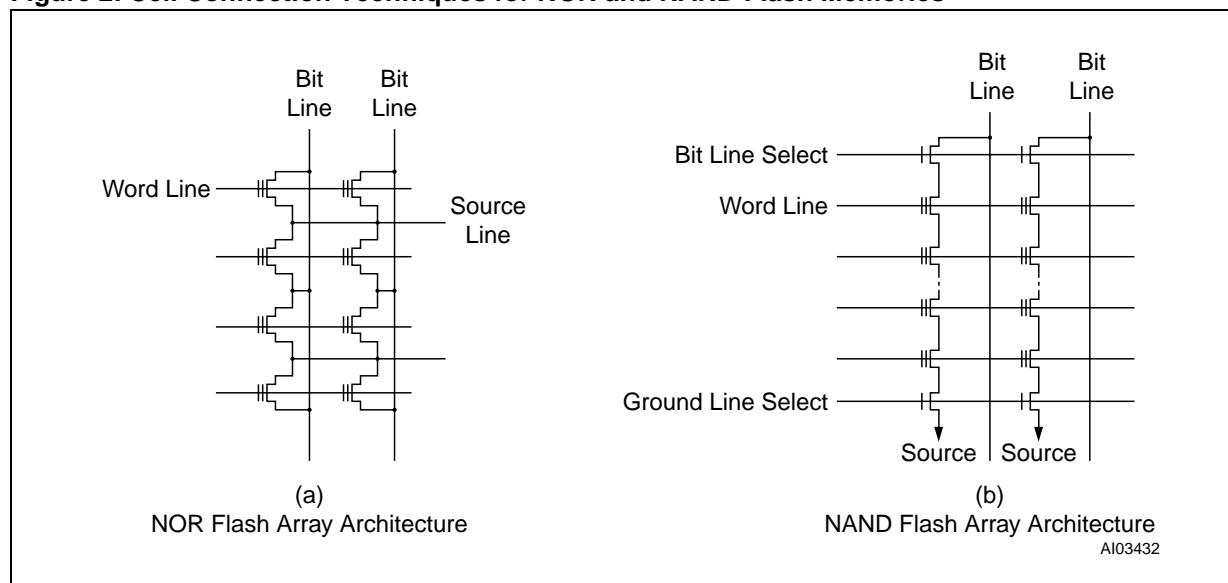 Bit
Line
Bit
Line
Word Line
Source
Line
(a)
NOR Flash Array Architecture
Bit
Line
Bit
Line
Bit Line Select
Word Line
Ground Line Select
Source Source
(b)
NAND Flash Array Architecture
AI03432